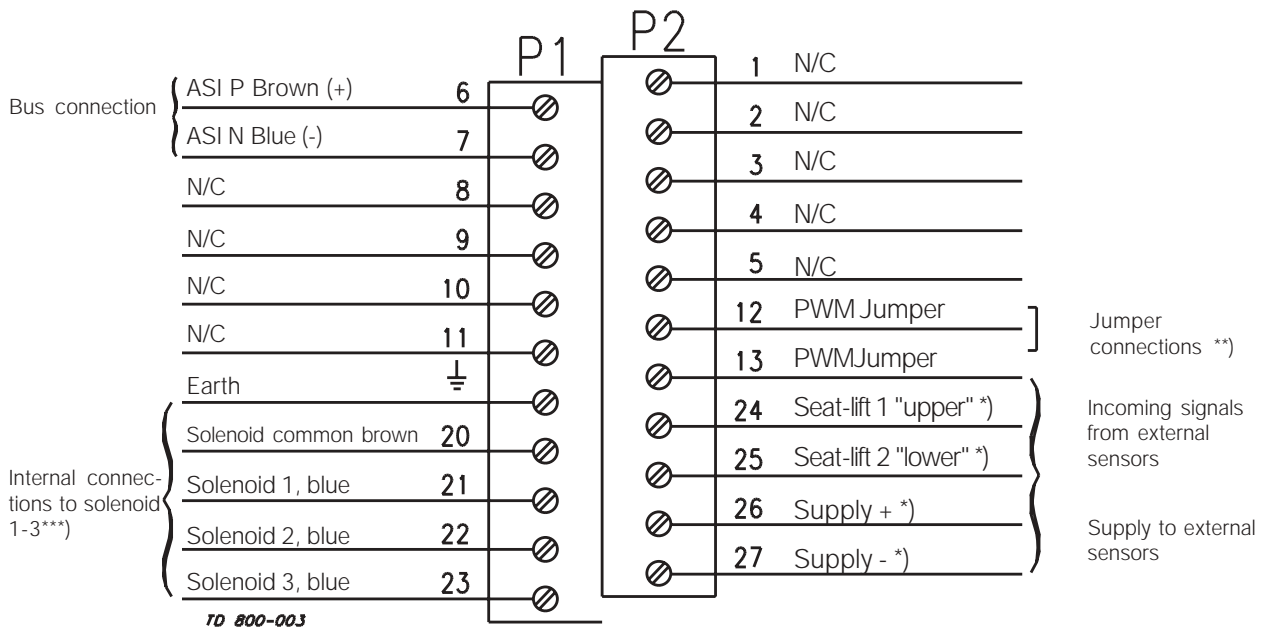 P1
P2
Bus connection
ASI P Brown (+) 6
ASI N Blue (-) 7
N/C 8
N/C 9
N/C 10
N/C 11
Earth
Solenoid common brown 20
Solenoid 1, blue 21
Solenoid 2, blue 22
Solenoid 3, blue 23
Internal connec-
tions to solenoid
1-3***)
TD 800-003
1 N/C
2 N/C
3 N/C
4 N/C
5 N/C
12 PWM Jumper
13 PWMJumper
24 Seat-lift 1 "upper" *)
25 Seat-lift 2 "lower" *)
26 Supply + *)
27 Supply - *)
Jumper
connections **)
Incoming signals
from external
sensors
Supply to external
sensors